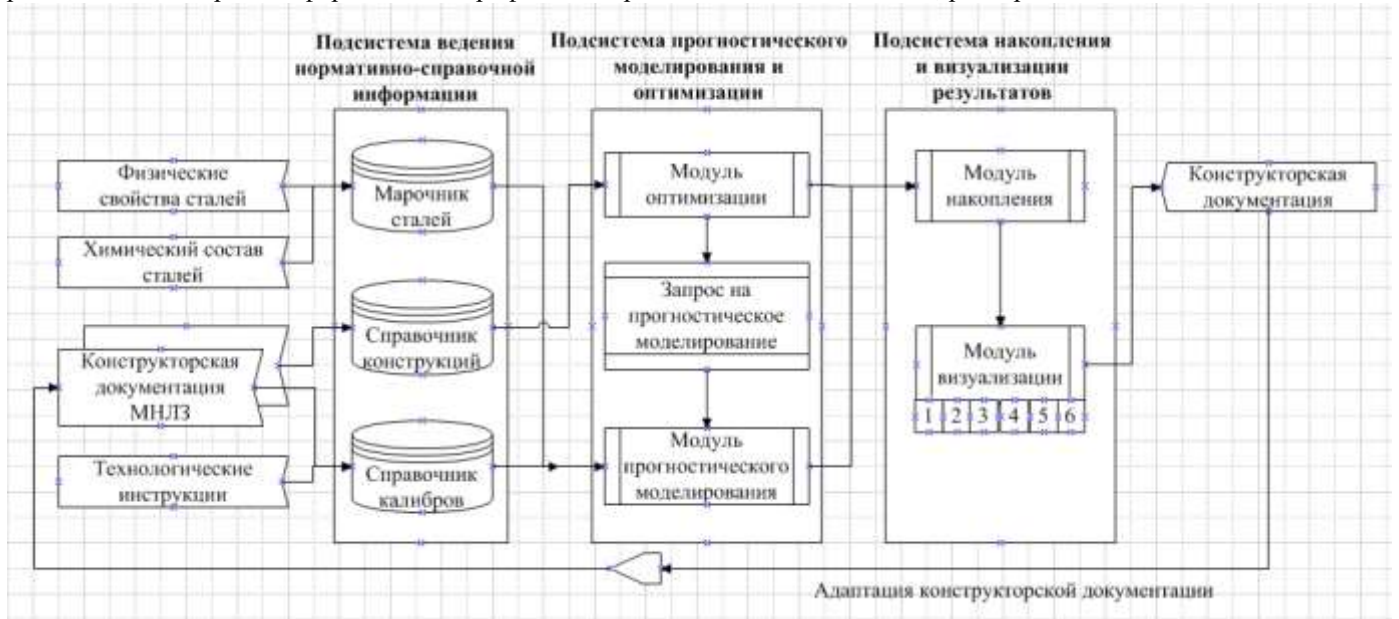 Подсистема ведения
нормативно-справочной
информации
Подсистема прогностического
моделирования и
оптимизации
Подсистема накопления
и визуализации
результатов
Физические
свойства сталей
Химический состав
сталей
Конструкторская
документация
МНЛЗ
Технологические
инструкции
Марочник
сталей
Справочник
конструкций
Справочник
калибров
Модуль
оптимизации
Запрос на
прогностическое
моделирование
Модуль
прогностического
моделирования
Модуль
накопления
Модуль
визуализации
1 2 3 4 5 6
Конструкторская
документация
Адаптация конструкторской документации